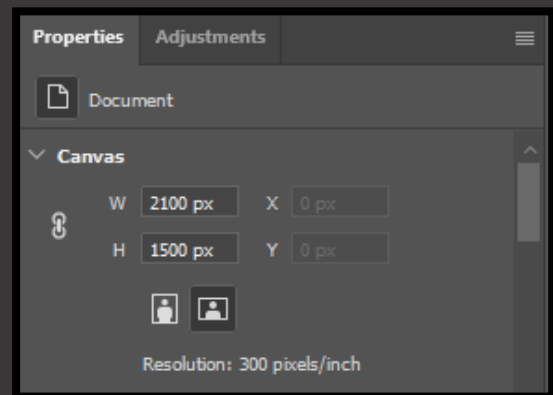 Properties Adjustments
Document
Canvas
W 2100 px X 0 px
H 1500 px Y 0 px
Resolution: 300 pixels/inch